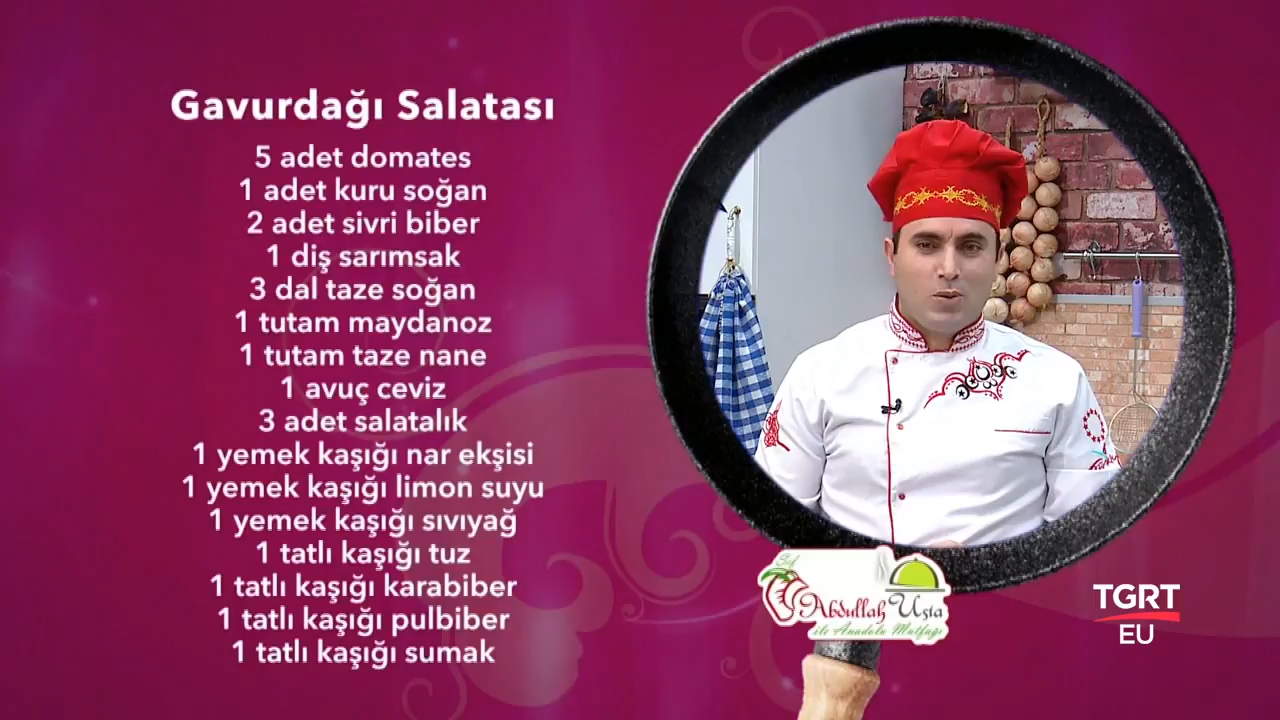 Gavurdağı Salatası
5 adet domates
1 adet kuru soğan
2 adet sivri biber
1 diş sarımsak
3 dal taze soğan
1 tutam maydanoz
1 tutam taze nane
1 avuç ceviz
3 adet salatalık
1 yemek kaşığı nar ekşisi
1 yemek kaşığı limon suyu
1 yemek kaşığı sıvıyağ
1 tatlı kaşığı tuz
1 tatlı kaşığı karabiber
1 tatlı kaşığı pulbiber
1 tatlı kaşığı sumak
Abdullah Usta
ile Anadolu Mutfağı
TGRT
EU